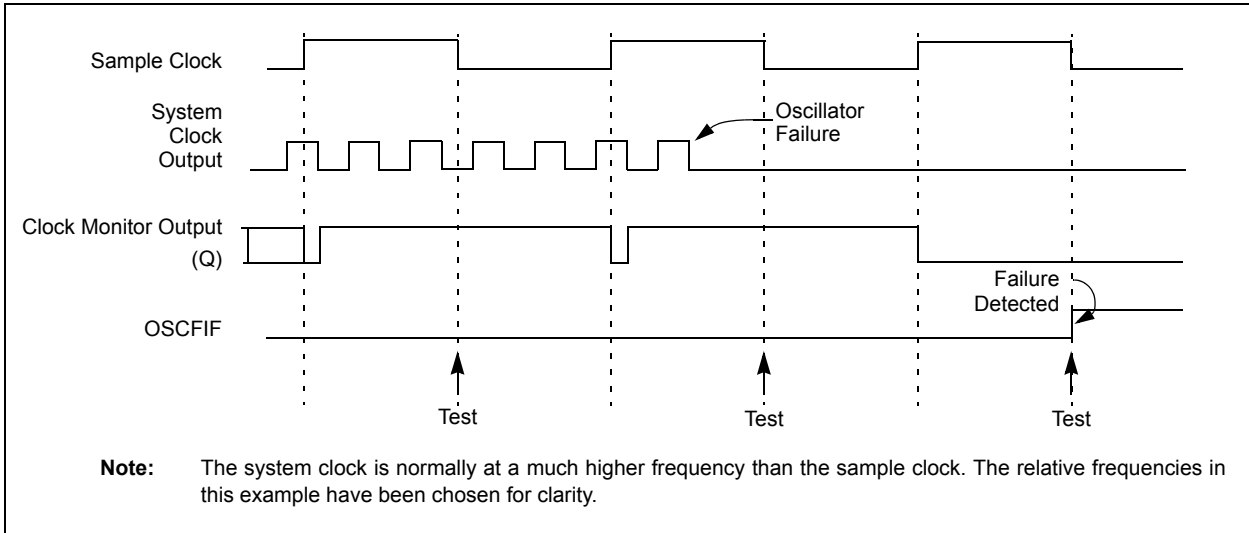 Sample Clock
System
Clock
Output
Oscillator
Failure
Clock Monitor Output
(Q)
Failure
Detected
OSCFIF
Test
Test
Test
Note: The system clock is normally at a much higher frequency than the sample clock. The relative frequencies in
this example have been chosen for clarity.